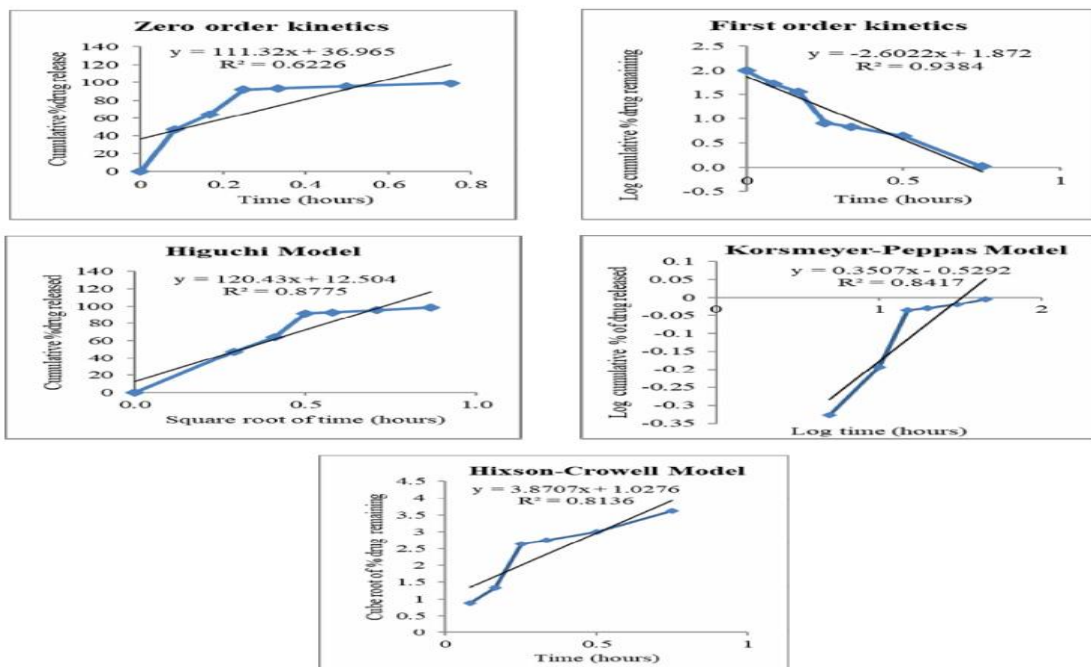 Zero order kinetics
y = 111.32x + 36.965
R² = 0.6226
Cumulative %drug release
140
120
100
80
60
40
20
0
0
0.2
0.4
0.6
0.8
Time (hours)
First order kinetics
y = -2.6022x + 1.872
R² = 0.9384
Log cumulative % drug remaining
2.5
2.0
1.5
1.0
0.5
0.0
-0.5
0
0.5
1
Time (hours)
Higuchi Model
y = 120.43x + 12.504
R² = 0.8775
Cumulative %drug released
140
120
100
80
60
40
20
0
0.0
0.5
1.0
Square root of time (hours)
Korsmeyer-Peppas Model
y = 0.3507x - 0.5292
R² = 0.8417
Log cumulative % of drug released
0.1
0.05
0
-0.05
-0.1
-0.15
-0.2
-0.25
-0.3
-0.35
0
1
2
Log time (hours)
Hixson-Crowell Model
y = 3.8707x + 1.0276
R² = 0.8136
Cube root of % drug remaining
4.5
4
3.5
3
2.5
2
1.5
1
0.5
0
0
0.5
1
Time (hours)